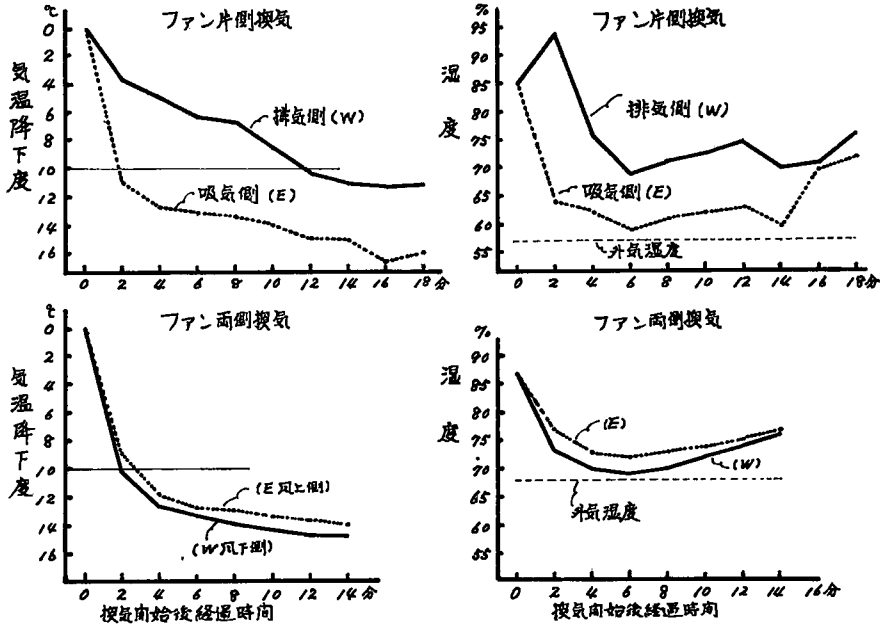 ℃
ファン片側換気
0
2
4
6
8
10
12
14
16
気温降下度
排気側(W)
吸気側(E)
0 2 4 6 8 10 12 14 16 18分
%
ファン片側換気
90
85
80
75
70
65
60
55
湿度
排気側(W)
吸気側(E)
外気湿度
0 2 4 6 8 10 12 14 16 18分
℃
ファン両側換気
0
2
4
6
8
10
12
14
16
気温降下度
(E風上側)
(W風下側)
0 2 4 6 8 10 12 14分
換気開始後経過時間
%
ファン両側換気
90
85
80
75
70
65
60
55
湿度
(E)
(W)
外気湿度
0 2 4 6 8 10 12 14 16分
換気開始後経過時間